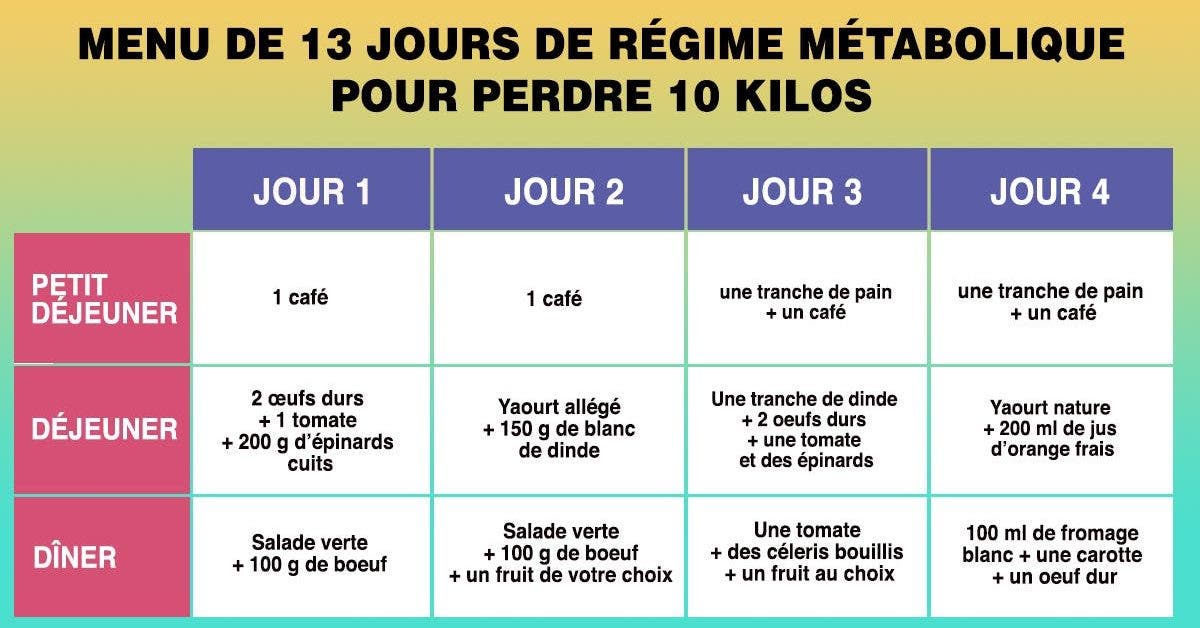 MENU DE 13 JOURS DE RÉGIME MÉTABOLIQUE
POUR PERDRE 10 KILOS
JOUR 1
JOUR 2
JOUR 3
JOUR 4
PETIT
DÉJEUNER
1 café
1 café
une tranche de pain
+ un café
une tranche de pain
+ un café
DÉJEUNER
2 œufs durs
+ 1 tomate
+ 200 g d'épinards
cuits
Yaourt allégé
+ 150 g de blanc
de dinde
Une tranche de dinde
+ 2 oeufs durs
+ une tomate
et des épinards
Yaourt nature
+ 200 ml de jus
d'orange frais
DÎNER
Salade verte
+ 100 g de boeuf
Salade verte
+ 100 g de boeuf
+ un fruit de votre choix
Une tomate
+ des céleris bouillis
+ un fruit au choix
100 ml de fromage
blanc + une carotte
+ un oeuf dur